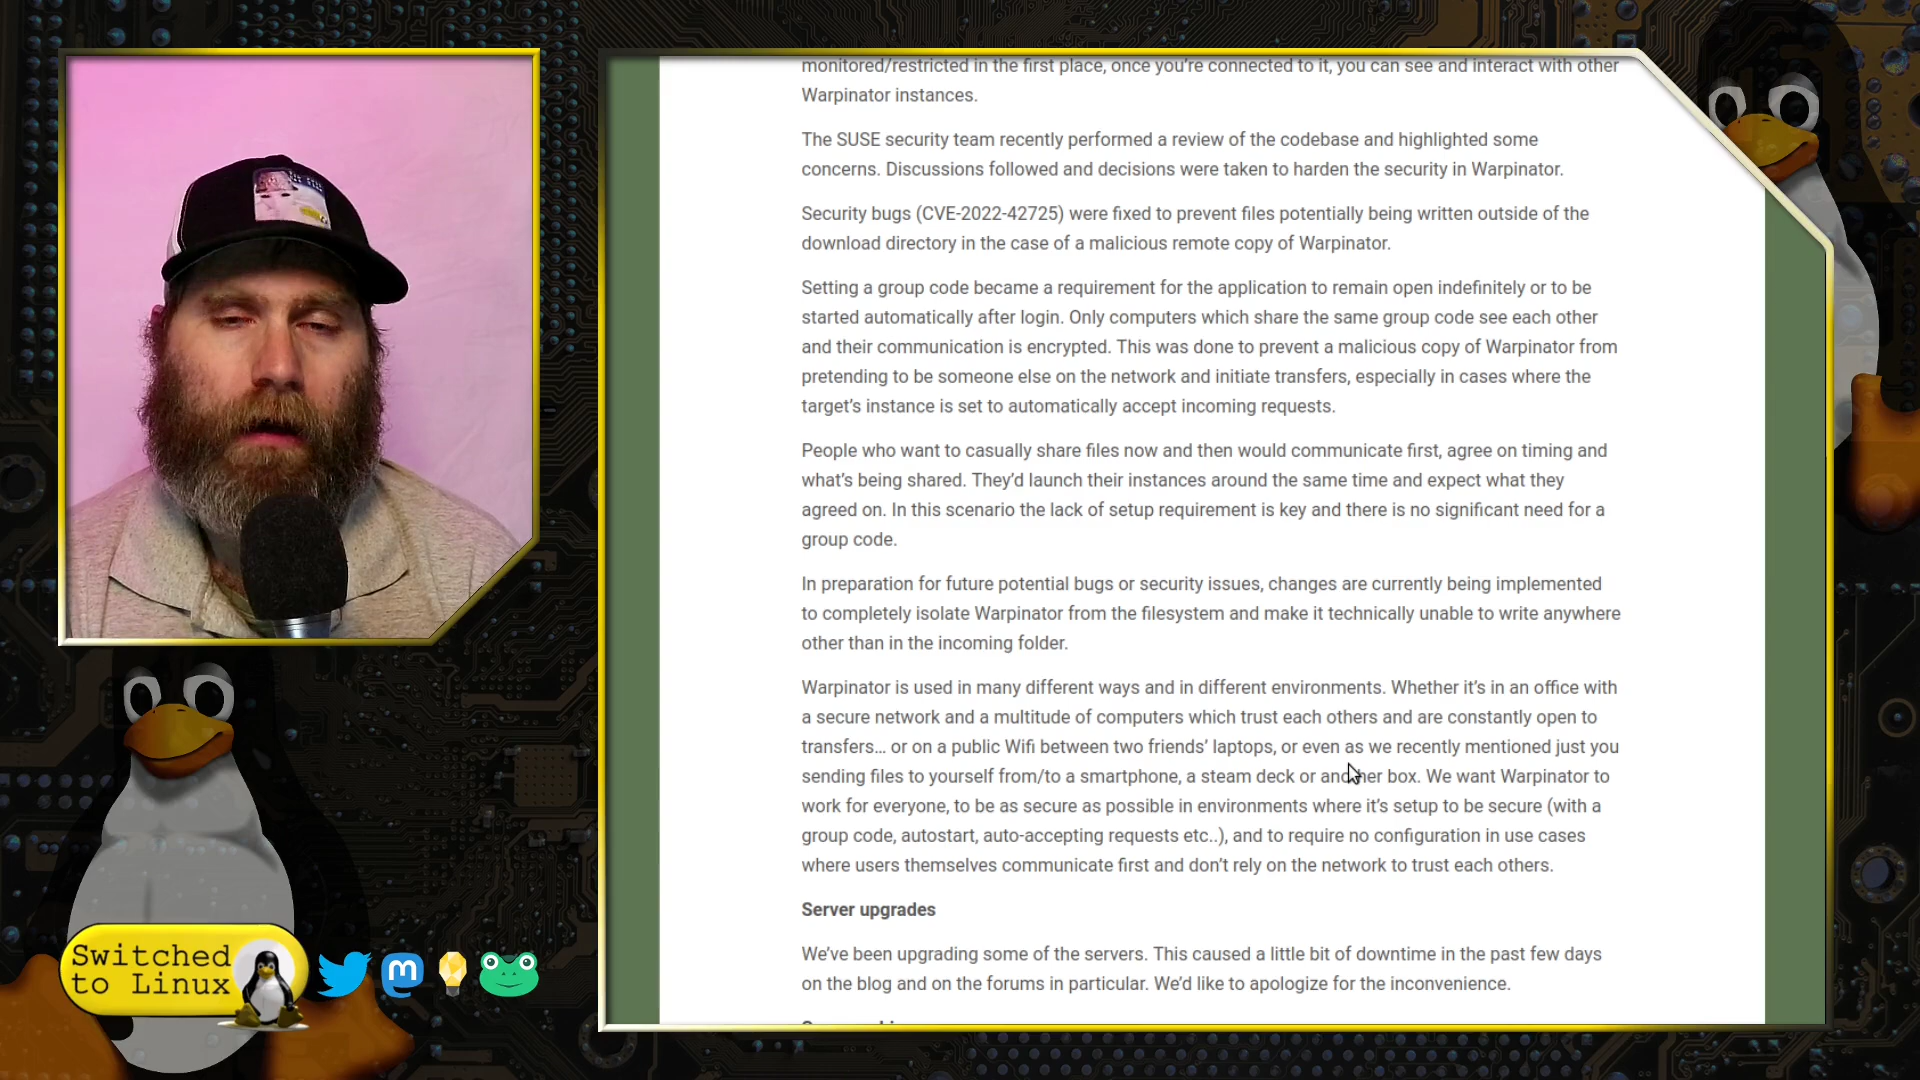 monitored/restricted in the first place, once you’re connected to it, you can see and interact with other
Warpinator instances.
The SUSE security team recently performed a review of the codebase and highlighted some
concerns. Discussions followed and decisions were taken to harden the security in Warpinator.
Security bugs (CVE-2022-42725) were fixed to prevent files potentially being written outside of the
download directory in the case of a malicious remote copy of Warpinator.
Setting a group code became a requirement for the application to remain open indefinitely or to be
started automatically after login. Only computers which share the same group code see each other
and their communication is encrypted. This was done to prevent a malicious copy of Warpinator from
pretending to be someone else on the network and initiate transfers, especially in cases where the
target’s instance is set to automatically accept incoming requests.
People who want to casually share files now and then would communicate first, agree on timing and
what’s being shared. They’d launch their instances around the same time and expect what they
agreed on. In this scenario the lack of setup requirement is key and there is no significant need for a
group code.
In preparation for future potential bugs or security issues, changes are currently being implemented
to completely isolate Warpinator from the filesystem and make it technically unable to write anywhere
other than in the incoming folder.
Warpinator is used in many different ways and in different environments. Whether it’s in an office with
a secure network and a multitude of computers which trust each others and are constantly open to
transfers… or on a public Wifi between two friends’ laptops, or even as we recently mentioned just you
sending files to yourself from/to a smartphone, a steam deck or another box. We want Warpinator to
work for everyone, to be as secure as possible in environments where it’s setup to be secure (with a
group code, autostart, auto-accepting requests etc..), and to require no configuration in use cases
where users themselves communicate first and don’t rely on the network to trust each others.
Server upgrades
We’ve been upgrading some of the servers. This caused a little bit of downtime in the past few days
on the blog and on the forums in particular. We’d like to apologize for the inconvenience.
Switched
to Linux